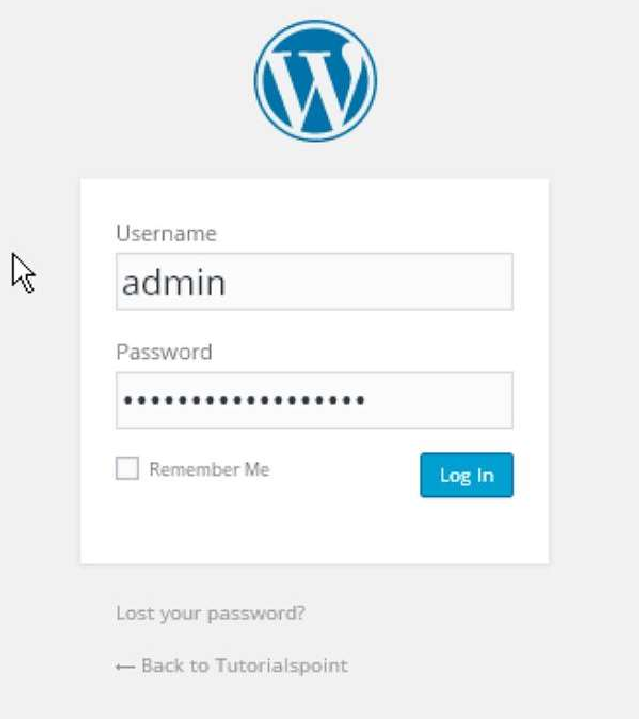 Username
admin
Password
••••••••••••••••••
Remember Me
Log In
Lost your password?
← Back to Tutorialspoint